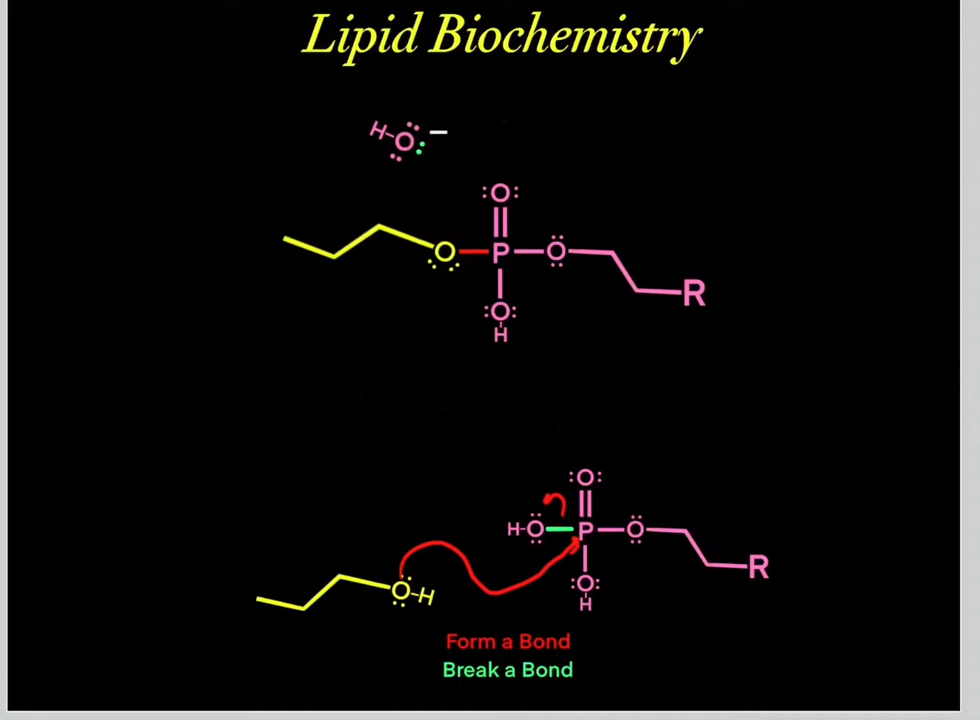 Lipid Biochemistry
H-O −
O
O P O
R
O
H
O
H-O P O
R
O-H
O
H
Form a Bond
Break a Bond